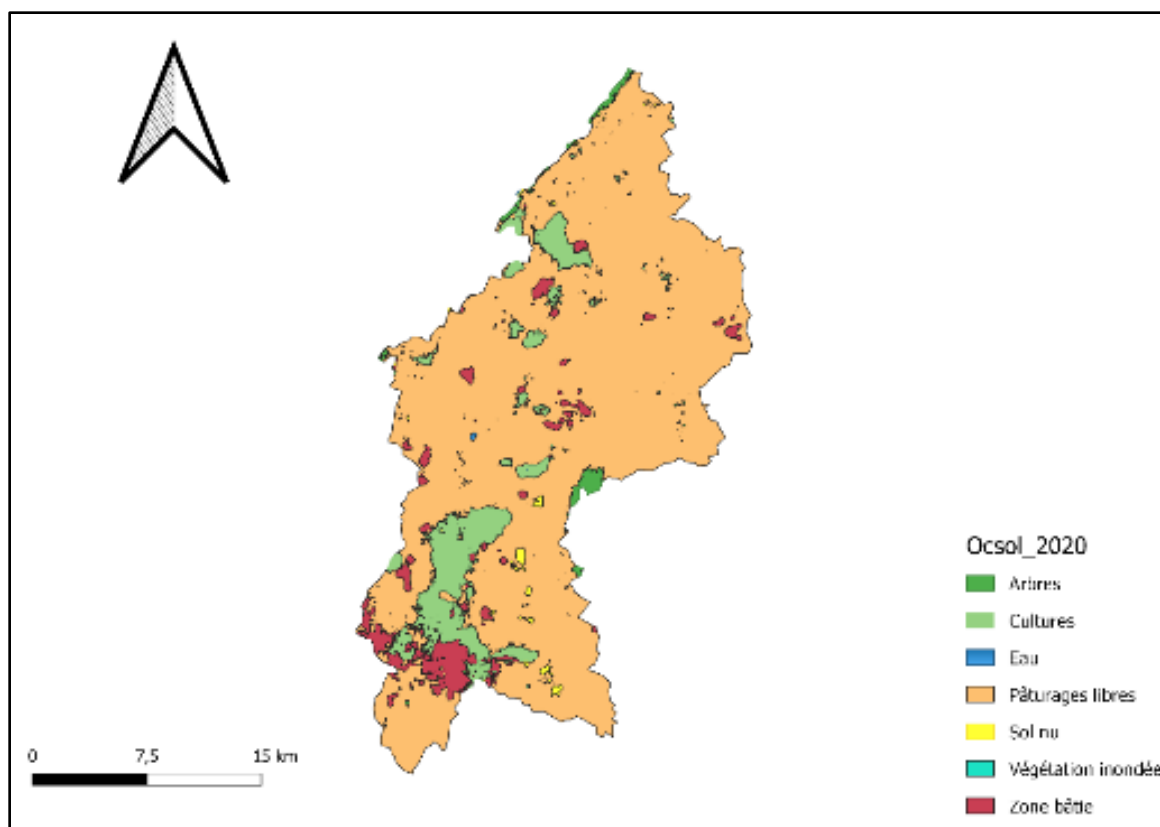 Ocsol_2020
Arbres
Cultures
Eau
Pâturages libres
Sol nu
Végétation inondée
Zone bâtie
0 7,5 15 km